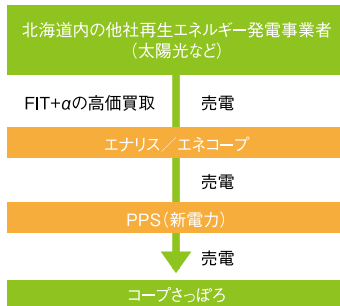 北海道内の他社再生エネルギー発電事業者
（太陽光など）
FIT+αの高価買取
売電
エナリス／エネコープ
売電
PPS（新電力）
売電
コープさっぽろ